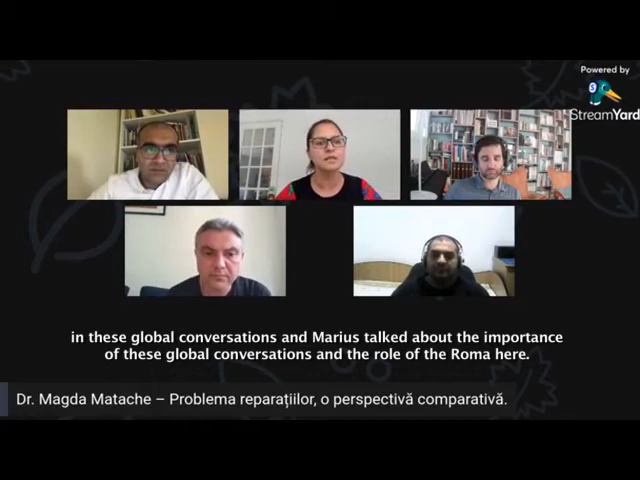 Powered by
StreamYard
in these global conversations and Marius talked about the importance
of these global conversations and the role of the Roma here.
Dr. Magda Matache – Problema reparațiilor, o perspectivă comparativă.